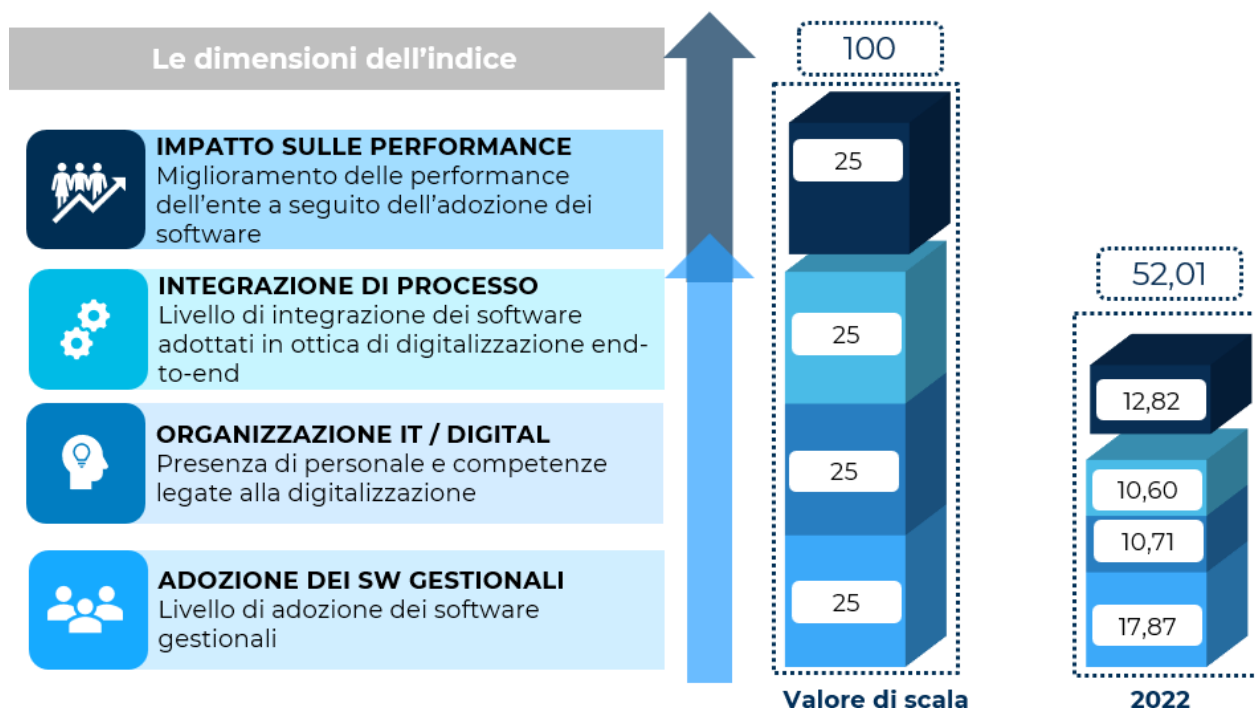 Le dimensioni dell'indice
IMPATTO SULLE PERFORMANCE
Miglioramento delle performance
dell'ente a seguito dell'adozione dei
software
INTEGRAZIONE DI PROCESSO
Livello di integrazione dei software
adottati in ottica di digitalizzazione end-
to-end
ORGANIZZAZIONE IT / DIGITAL
Presenza di personale e competenze
legate alla digitalizzazione
ADOZIONE DEI SW GESTIONALI
Livello di adozione dei software
gestionali
100
25
25
25
25
Valore di scala
52,01
12,82
10,60
10,71
17,87
2022